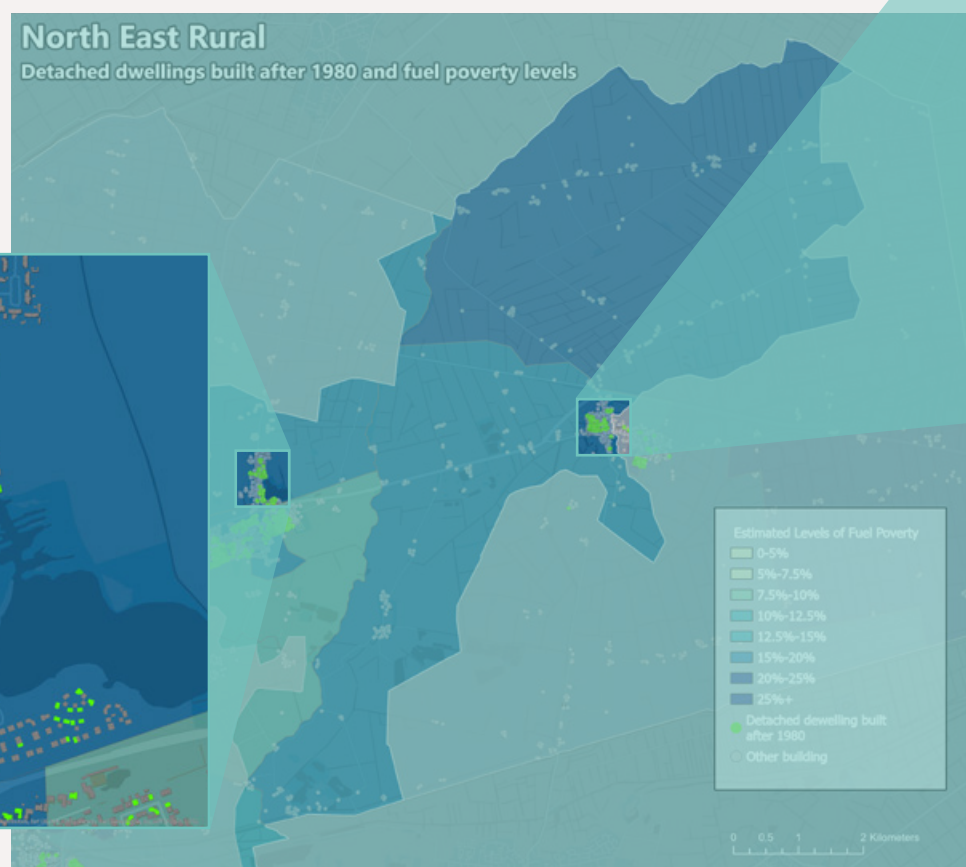 North East Rural
Detached dwellings built after 1980 and fuel poverty levels
Estimated Levels of Fuel Poverty
0-5%
5%-7.5%
7.5%-10%
10%-12.5%
12.5%-15%
15%-20%
20%-25%
25%+
Detached dewelling built
after 1980
Other building
0 0.5 1 2 Kilometers